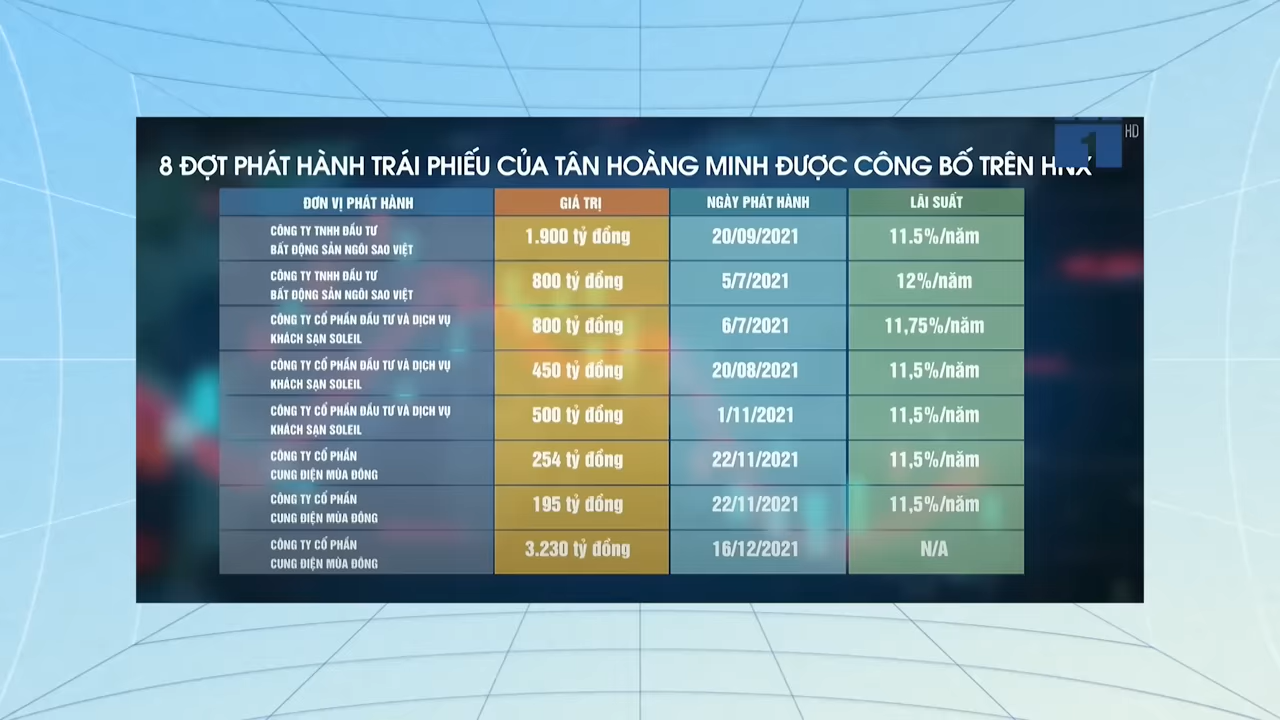 1 HD
8 ĐỢT PHÁT HÀNH TRÁI PHIẾU CỦA TÂN HOÀNG MINH ĐƯỢC CÔNG BỐ TRÊN HNX
ĐƠN VỊ PHÁT HÀNH GIÁ TRỊ NGÀY PHÁT HÀNH LÃI SUẤT
CÔNG TY TNHH ĐẦU TƯ
BẤT ĐỘNG SẢN NGÔI SAO VIỆT
1.900 tỷ đồng 20/09/2021 11.5%/năm
CÔNG TY TNHH ĐẦU TƯ
BẤT ĐỘNG SẢN NGÔI SAO VIỆT
800 tỷ đồng 5/7/2021 12%/năm
CÔNG TY CỔ PHẦN ĐẦU TƯ VÀ DỊCH VỤ
KHÁCH SẠN SOLEIL
800 tỷ đồng 6/7/2021 11,75%/năm
CÔNG TY CỔ PHẦN ĐẦU TƯ VÀ DỊCH VỤ
KHÁCH SẠN SOLEIL
450 tỷ đồng 20/08/2021 11,5%/năm
CÔNG TY CỔ PHẦN ĐẦU TƯ VÀ DỊCH VỤ
KHÁCH SẠN SOLEIL
500 tỷ đồng 1/11/2021 11,5%/năm
CÔNG TY CỔ PHẦN
CUNG ĐIỆN MÙA ĐÔNG
254 tỷ đồng 22/11/2021 11,5%/năm
CÔNG TY CỔ PHẦN
CUNG ĐIỆN MÙA ĐÔNG
195 tỷ đồng 22/11/2021 11,5%/năm
CÔNG TY CỔ PHẦN
CUNG ĐIỆN MÙA ĐÔNG
3.230 tỷ đồng 16/12/2021 N/A